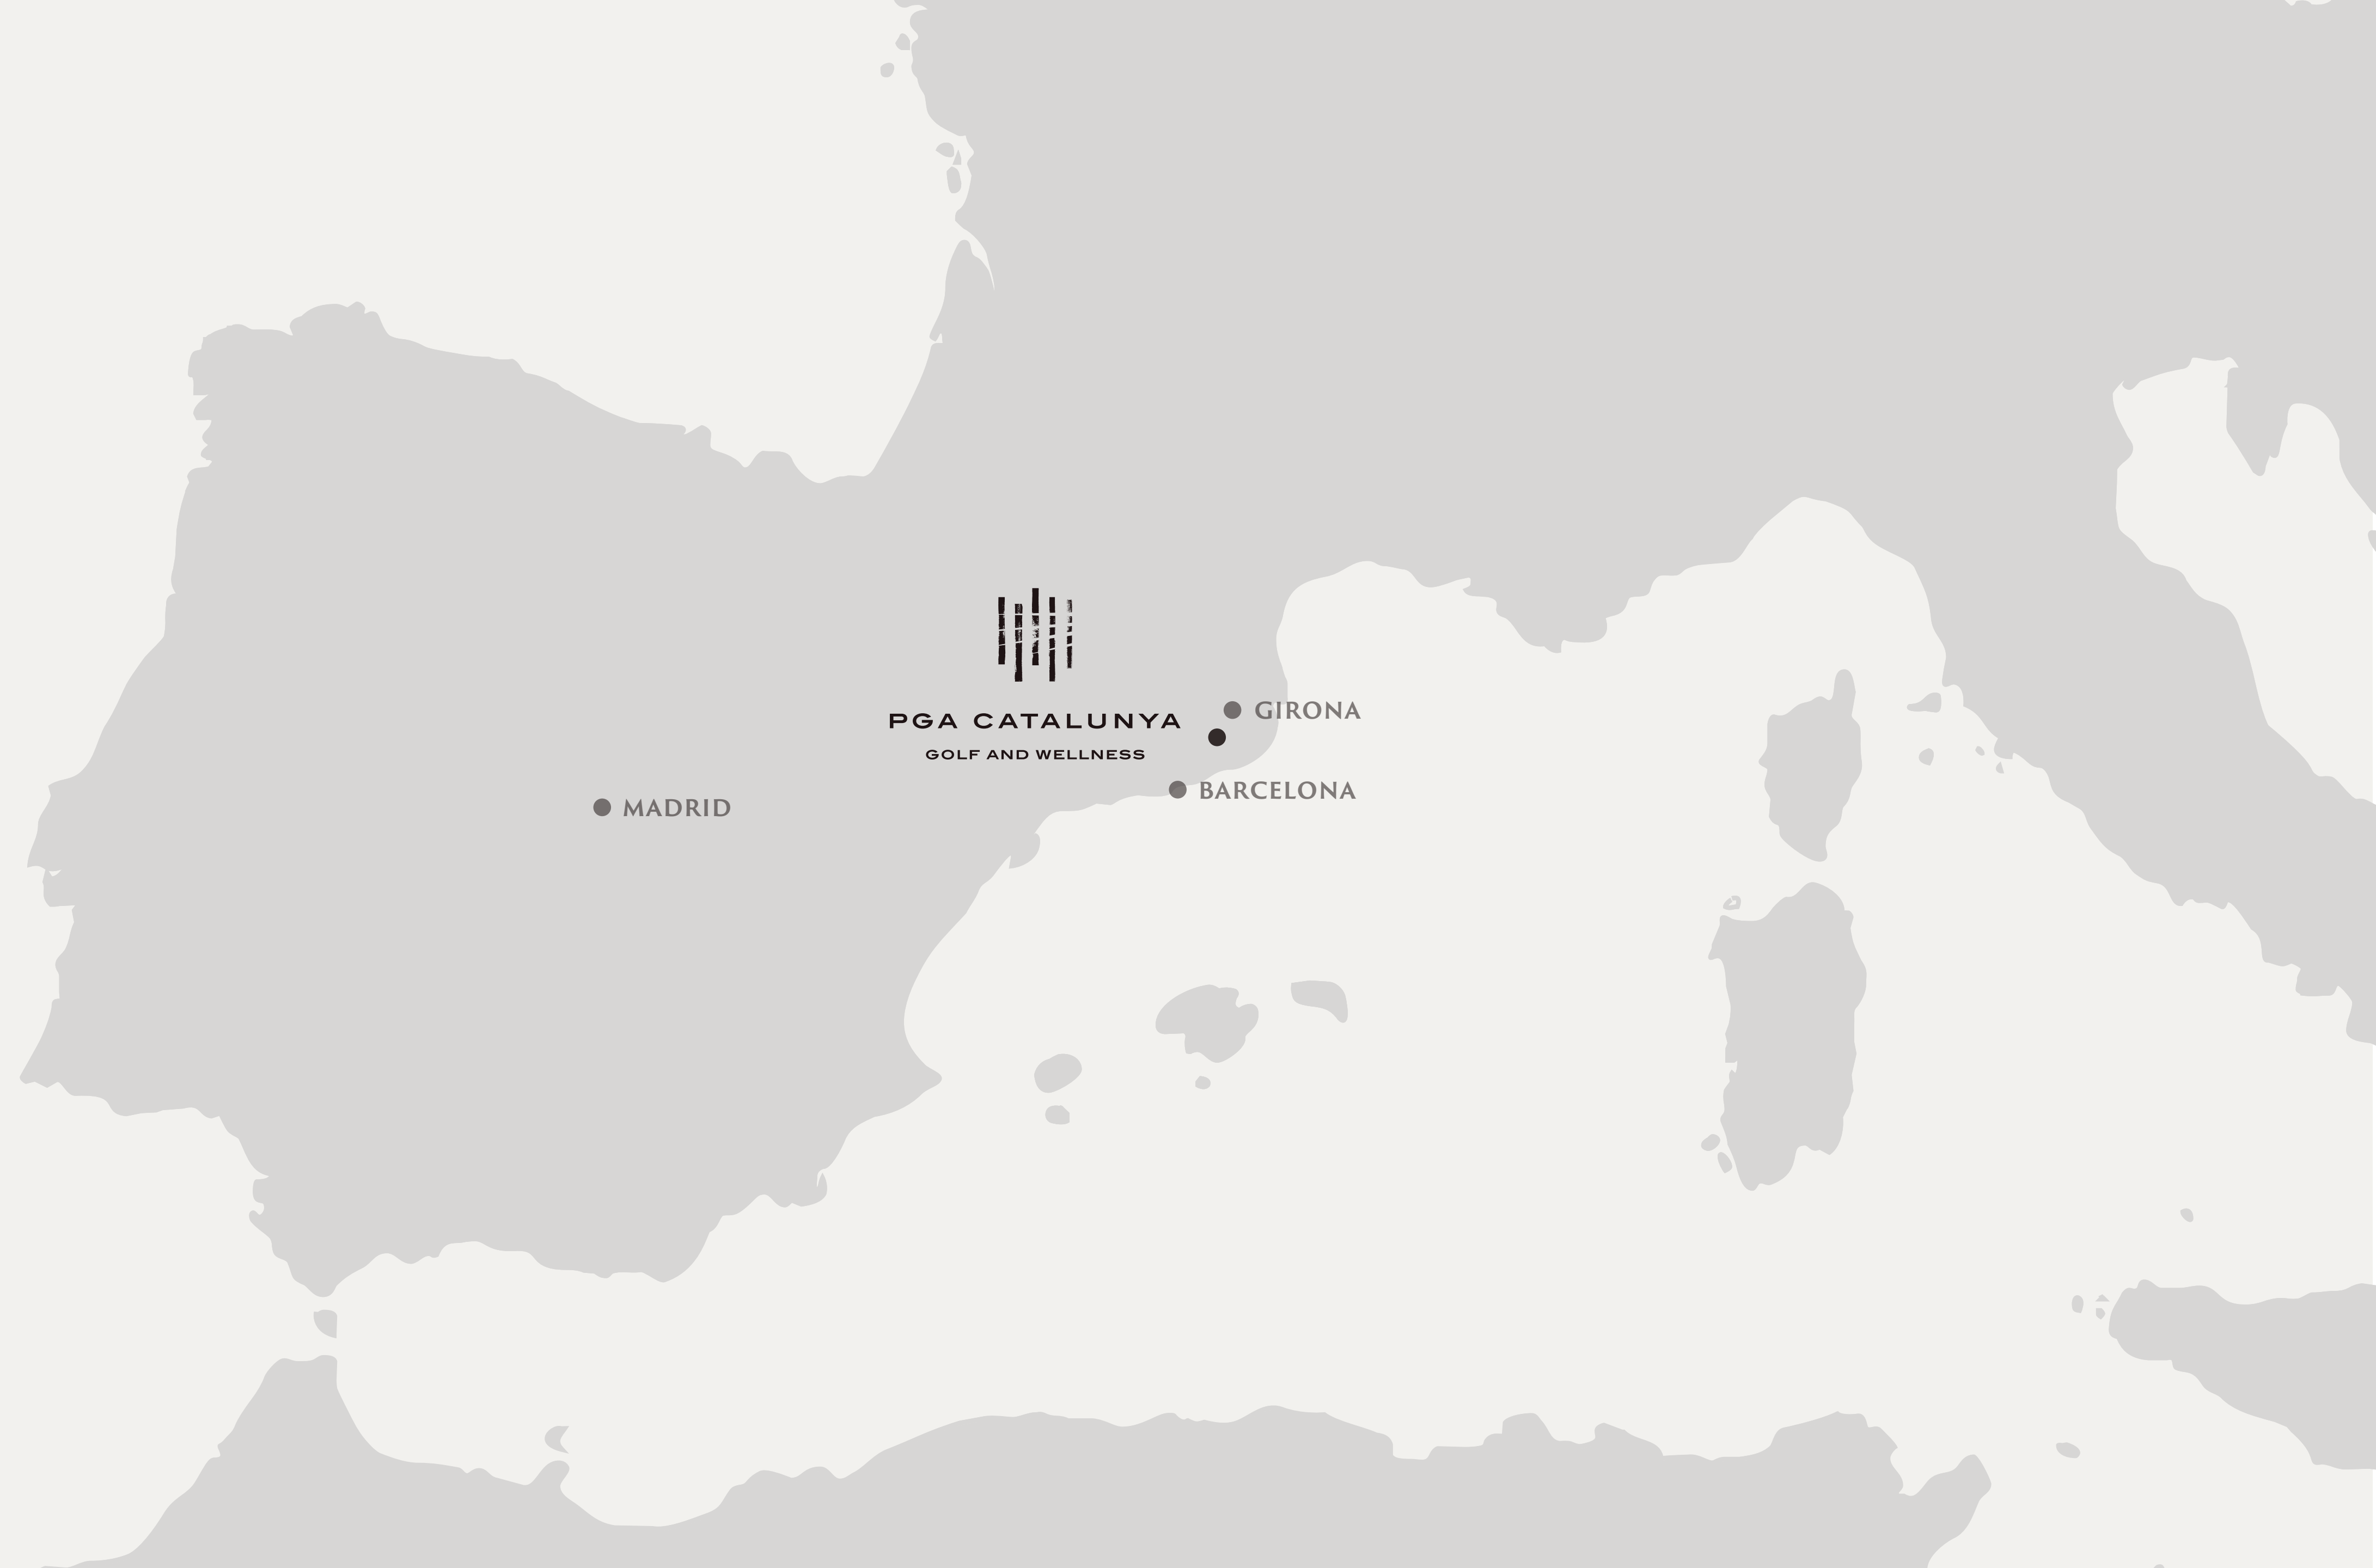 PGA CATALUNYA
GOLF AND WELLNESS
GIRONA
BARCELONA
MADRID